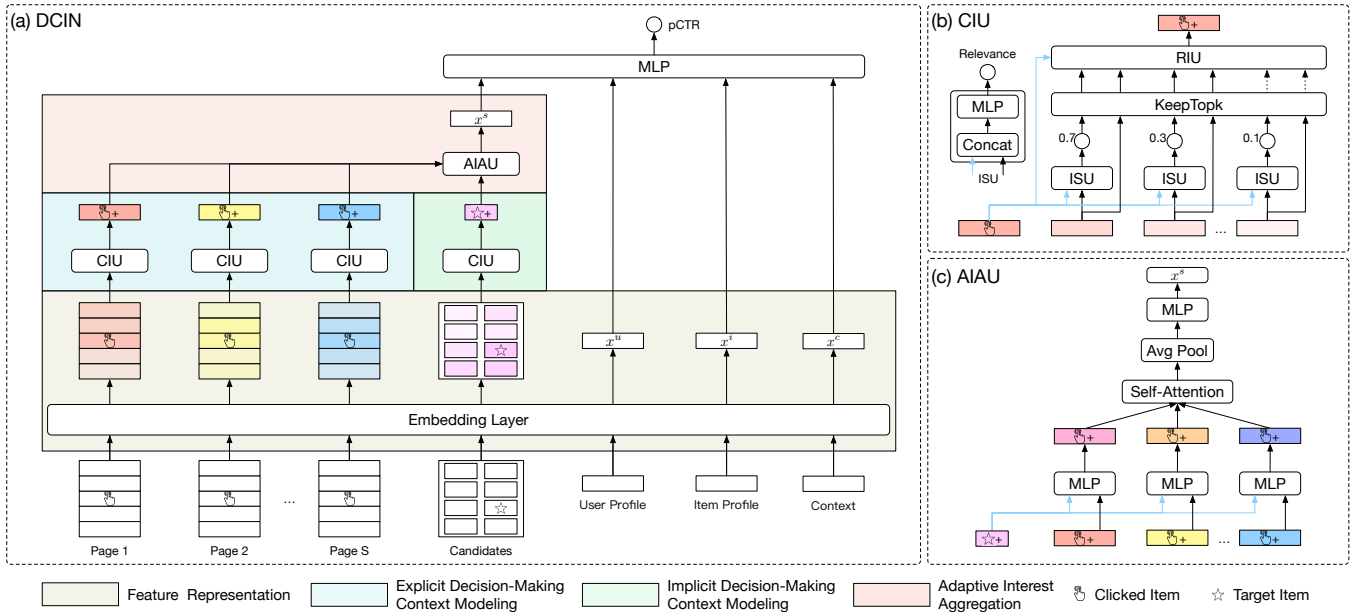 (a) DCIN
pCTR
MLP
x^s
AIAU
+
+
+
+
CIU
CIU
CIU
CIU
x^u
x^i
x^c
Embedding Layer
...
User Profile
Item Profile
Context
Page 1
Page 2
Page S
Candidates
(b) CIU
+
Relevance
RIU
MLP
KeepTopk
Concat
0.7
0.3
0.1
ISU
ISU
ISU
ISU
...
(c) AIAU
x^s
MLP
Avg Pool
Self-Attention
+
+
+
MLP
MLP
MLP
+
+
+
...
+
Feature Representation
Explicit Decision-Making
Context Modeling
Implicit Decision-Making
Context Modeling
Adaptive Interest
Aggregation
Clicked Item
Target Item